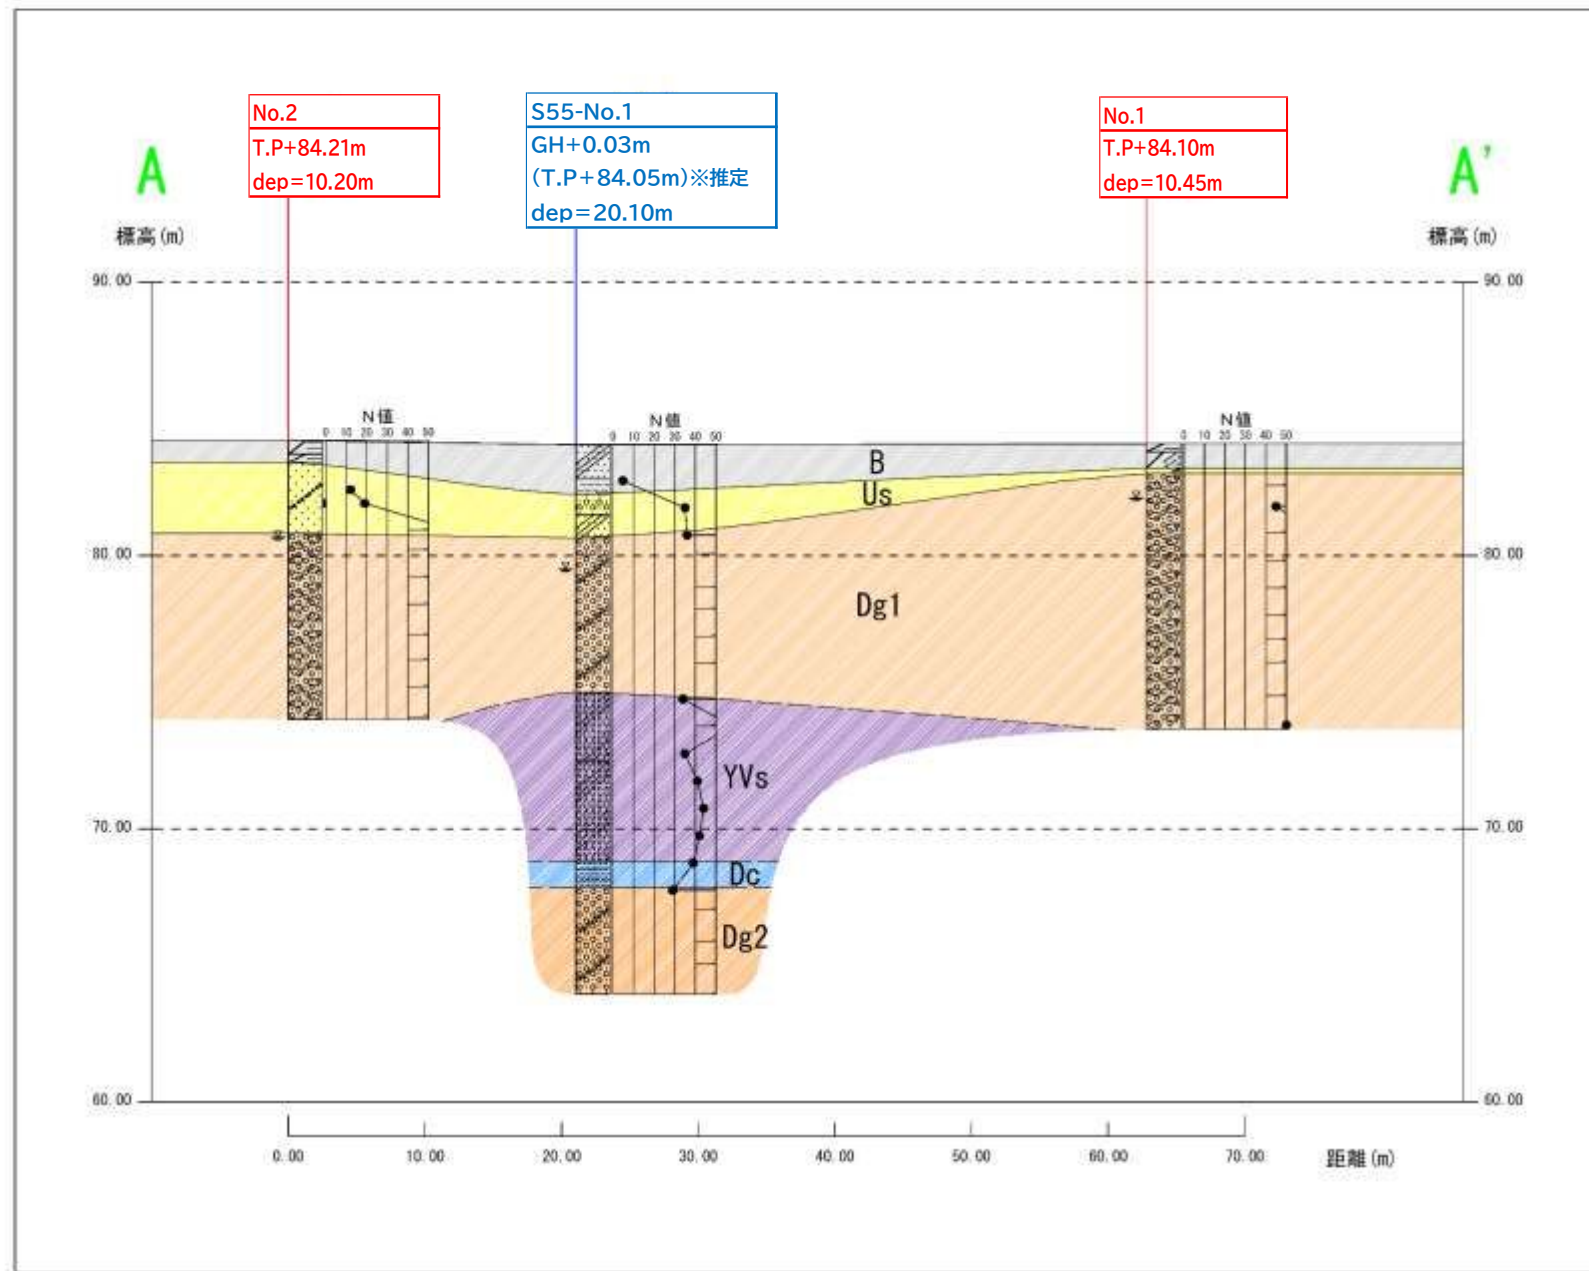 No.2
T.P+84.21m
dep=10.20m
S55-No.1
GH+0.03m
(T.P+84.05m)※推定
dep=20.10m
No.1
T.P+84.10m
dep=10.45m
A
A'
標高(m)
標高(m)
90.00
90.00
N値
0 10 20 30 40 50
N値
0 10 20 30 40 50
N値
0 10 20 30 40 50
B
Us
80.00
80.00
Dg1
YVs
70.00
70.00
Dc
Dg2
60.00
60.00
0.00 10.00 20.00 30.00 40.00 50.00 60.00 70.00 距離(m)